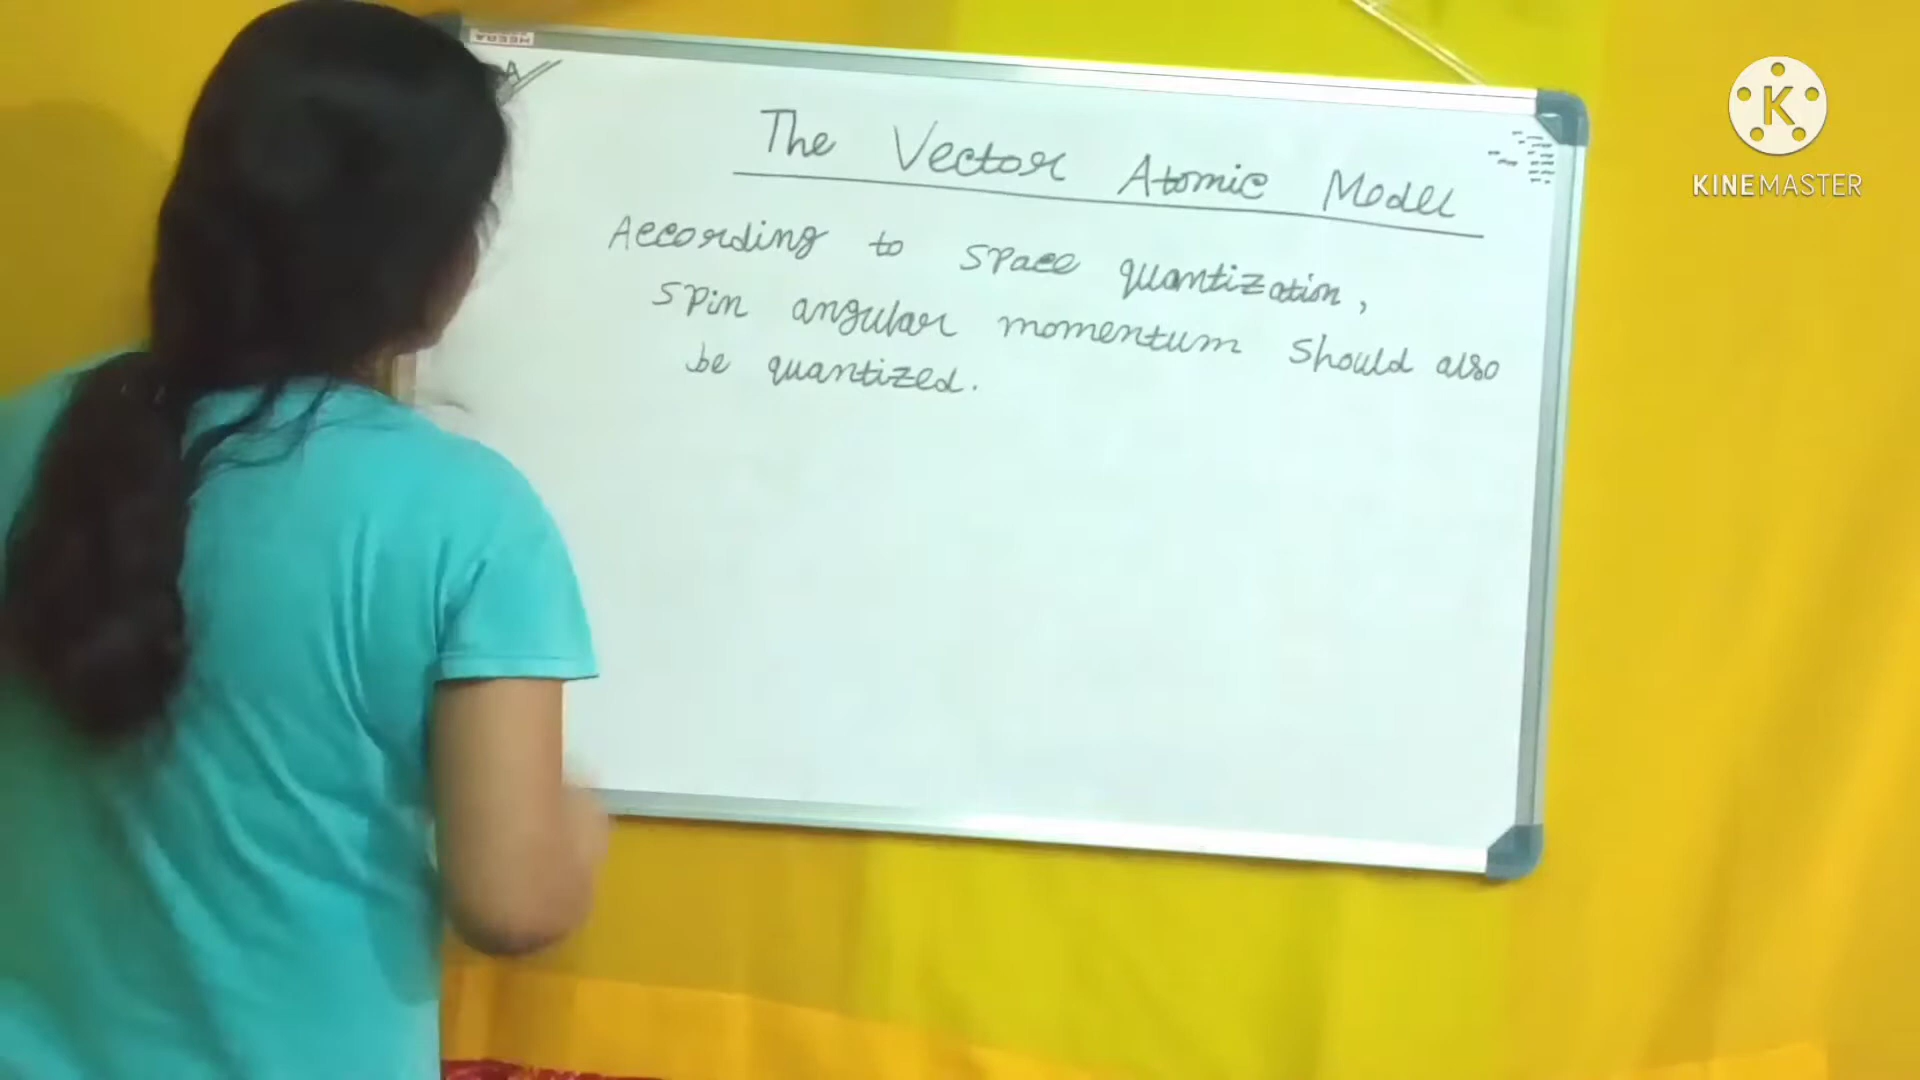 The Vector Atomic Model
According to space quantization,
spin angular momentum should also
be quantized.
KINEMASTER